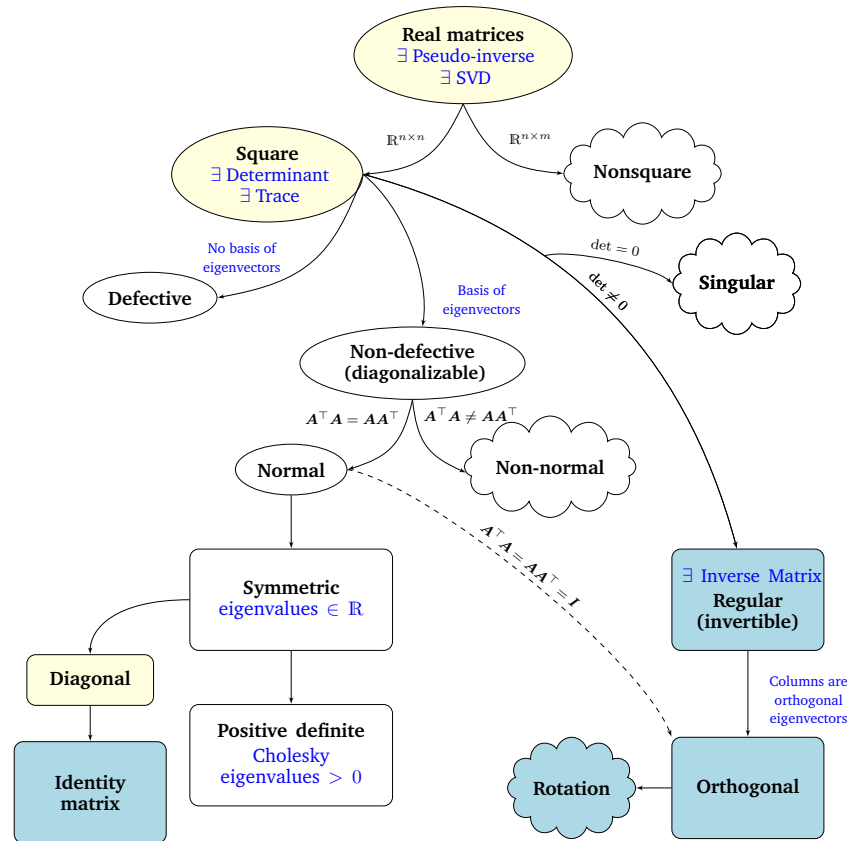 Real matrices
∃ Pseudo-inverse
∃ SVD
ℝⁿˣⁿ
ℝⁿˣᵐ
Square
∃ Determinant
∃ Trace
Nonsquare
No basis of
eigenvectors
det = 0
Defective
Singular
Basis of
eigenvectors
det ≠ 0
Non-defective
(diagonalizable)
A⊤A = AA⊤
A⊤A ≠ AA⊤
Normal
Non-normal
A⊤A = AA⊤ = I
Symmetric
eigenvalues ∈ ℝ
∃ Inverse Matrix
Regular
(invertible)
Diagonal
Columns are
orthogonal
eigenvectors
Positive definite
Cholesky
eigenvalues > 0
Identity
matrix
Rotation
Orthogonal